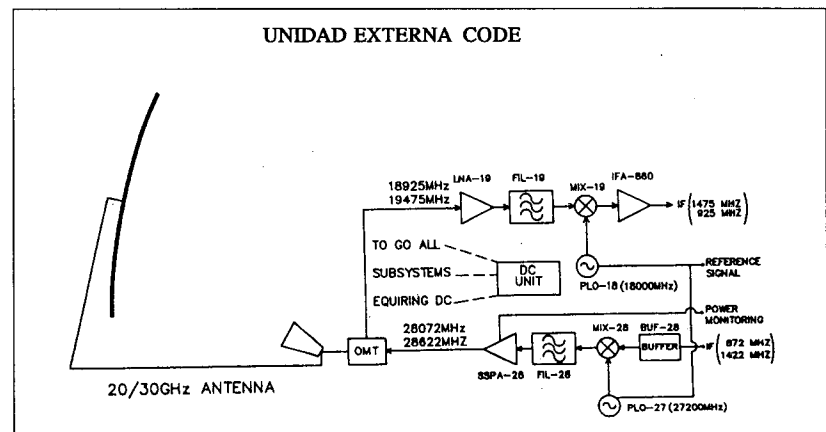 UNIDAD EXTERNA CODE
18925MHz
19475MHz
LNA-19
FIL-19
MIX-19
IFA-860
IF (1475 MHZ
925 MHZ)
TO GO ALL
SUBSYSTEMS
EQUIRING DC
DC
UNIT
PLO-18 (18000MHz)
REFERENCE
SIGNAL
POWER
MONITORING
28072MHz
28622MHZ
OMT
SSPA-28
FIL-28
MIX-28
BUF-28
BUFFER
IF (872 MHZ
1422 MHZ)
PLO-27 (27200MHz)
20/30GHz ANTENNA